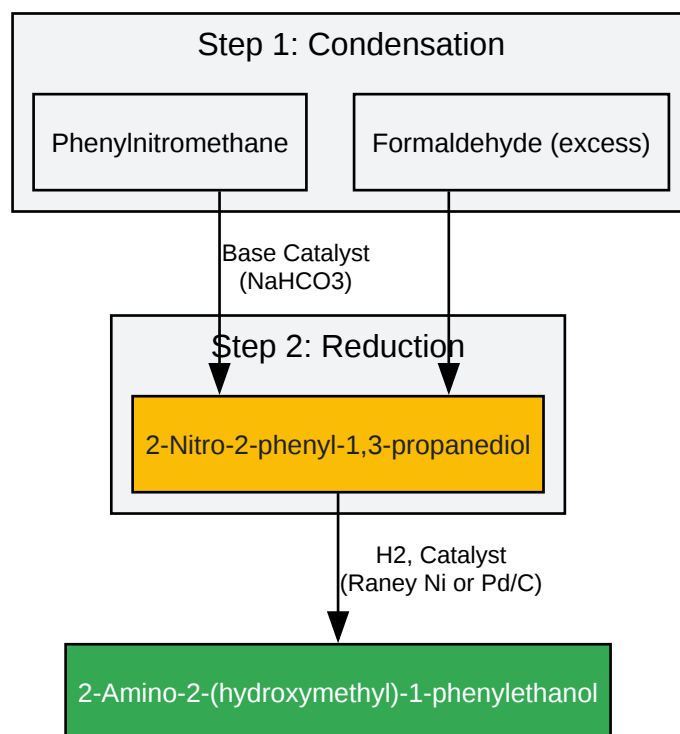 Step 1: Condensation
Phenylnitromethane
Formaldehyde (excess)
Base Catalyst
(NaHCO3)
Step 2: Reduction
2-Nitro-2-phenyl-1,3-propanediol
H2, Catalyst
(Raney Ni or Pd/C)
2-Amino-2-(hydroxymethyl)-1-phenylethanol